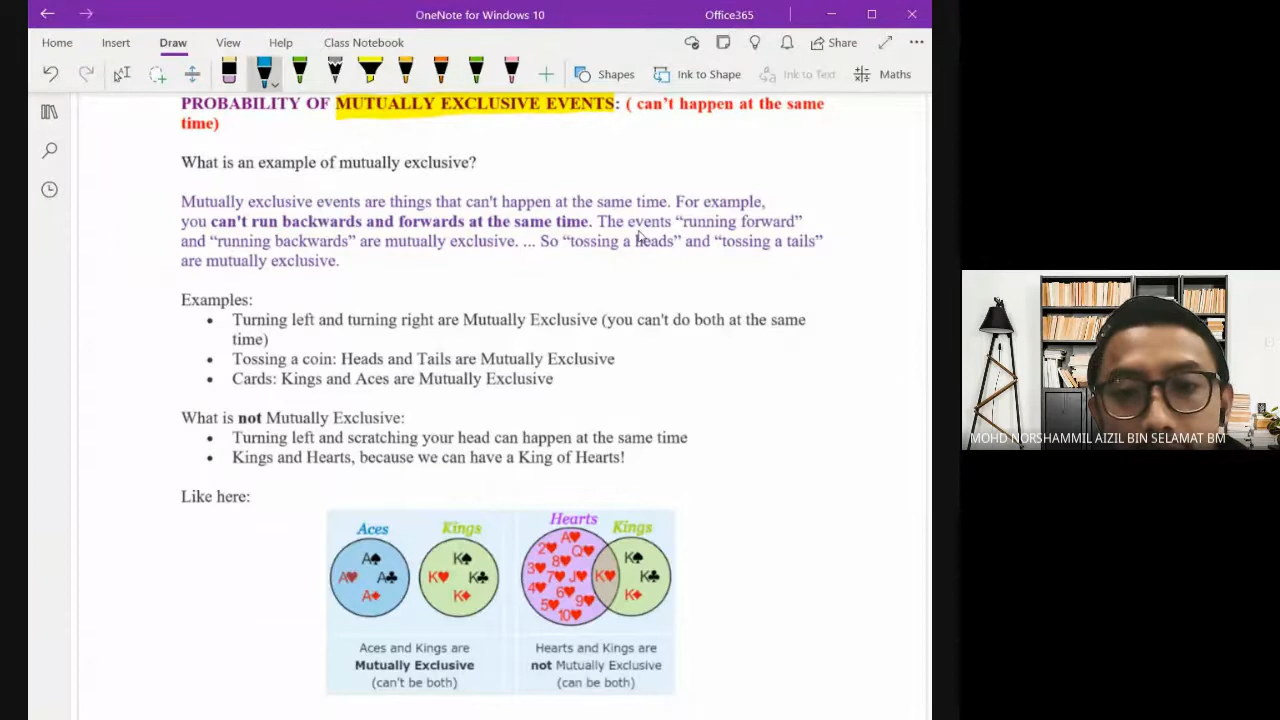 OneNote for Windows 10
Office365
Home
Insert
Draw
View
Help
Class Notebook
Share
Shapes
Ink to Shape
Ink to Text
Maths
PROBABILITY OF MUTUALLY EXCLUSIVE EVENTS: ( can’t happen at the same
time)
What is an example of mutually exclusive?
Mutually exclusive events are things that can't happen at the same time. For example,
you can't run backwards and forwards at the same time. The events “running forward”
and “running backwards” are mutually exclusive. ... So “tossing a heads” and “tossing a tails”
are mutually exclusive.
Examples:
• Turning left and turning right are Mutually Exclusive (you can't do both at the same
time)
• Tossing a coin: Heads and Tails are Mutually Exclusive
• Cards: Kings and Aces are Mutually Exclusive
What is not Mutually Exclusive:
• Turning left and scratching your head can happen at the same time
• Kings and Hearts, because we can have a King of Hearts!
Like here:
Aces
Kings
A♠
A♥ A♣
A♦
K♠
K♥ K♣
K♦
Aces and Kings are
Mutually Exclusive
(can't be both)
Hearts
Kings
A♥
2♥ Q♥
8♥
3♥ 7♥ J♥ K♥
4♥ 6♥
5♥ 9♥
10♥
K♠
K♣
K♦
Hearts and Kings are
not Mutually Exclusive
(can be both)
MOHD NORSHAMMIL AIZIL BIN SELAMAT BM